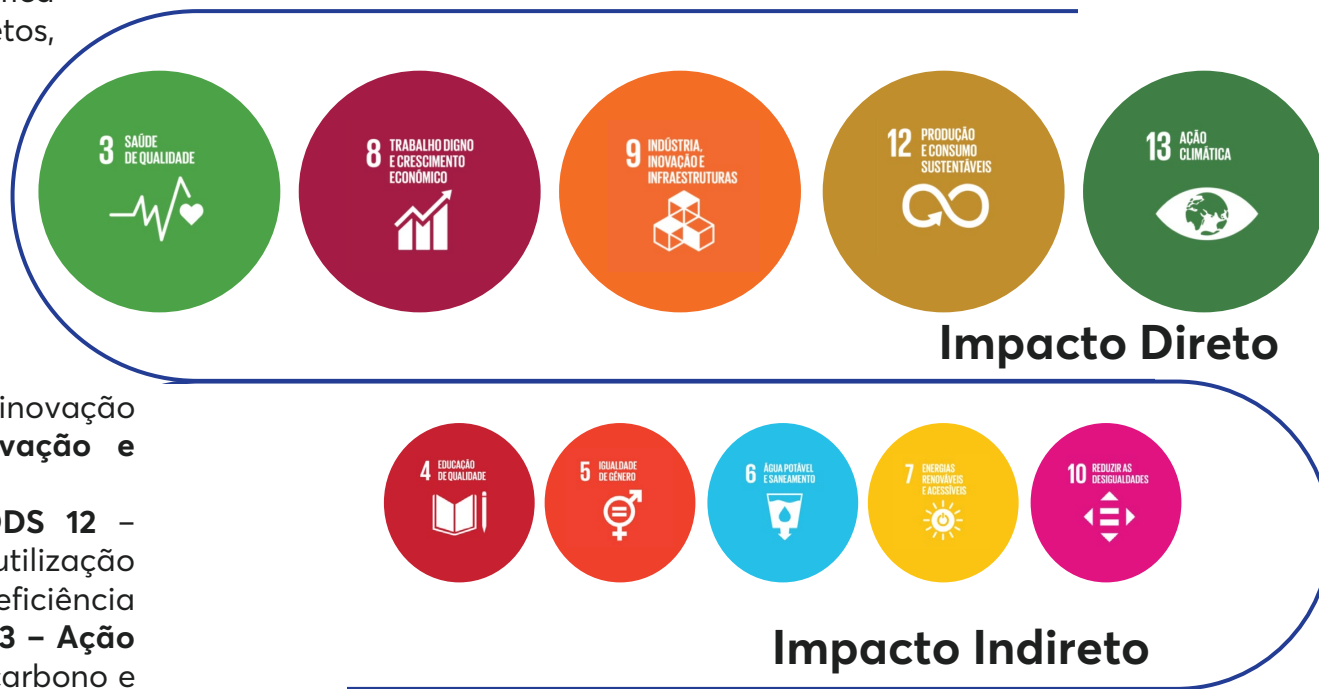 etos,
3 SAÚDE
DE QUALIDADE
8 TRABALHO DIGNO
E CRESCIMENTO
ECONÔMICO
9 INDÚSTRIA,
INOVAÇÃO E
INFRAESTRUTURAS
12 PRODUÇÃO
E CONSUMO
SUSTENTÁVEIS
13 AÇÃO
CLIMÁTICA
Impacto Direto
inovação
vação e
ODS 12 –
utilização
eficiência
3 – Ação
carbono e
4 EDUCAÇÃO
DE QUALIDADE
5 IGUALDADE
DE GÉNERO
6 ÁGUA POTÁVEL
E SANEAMENTO
7 ENERGIAS
RENOVÁVEIS
E ACESSÍVEIS
10 REDUZIR AS
DESIGUALDADES
Impacto Indireto